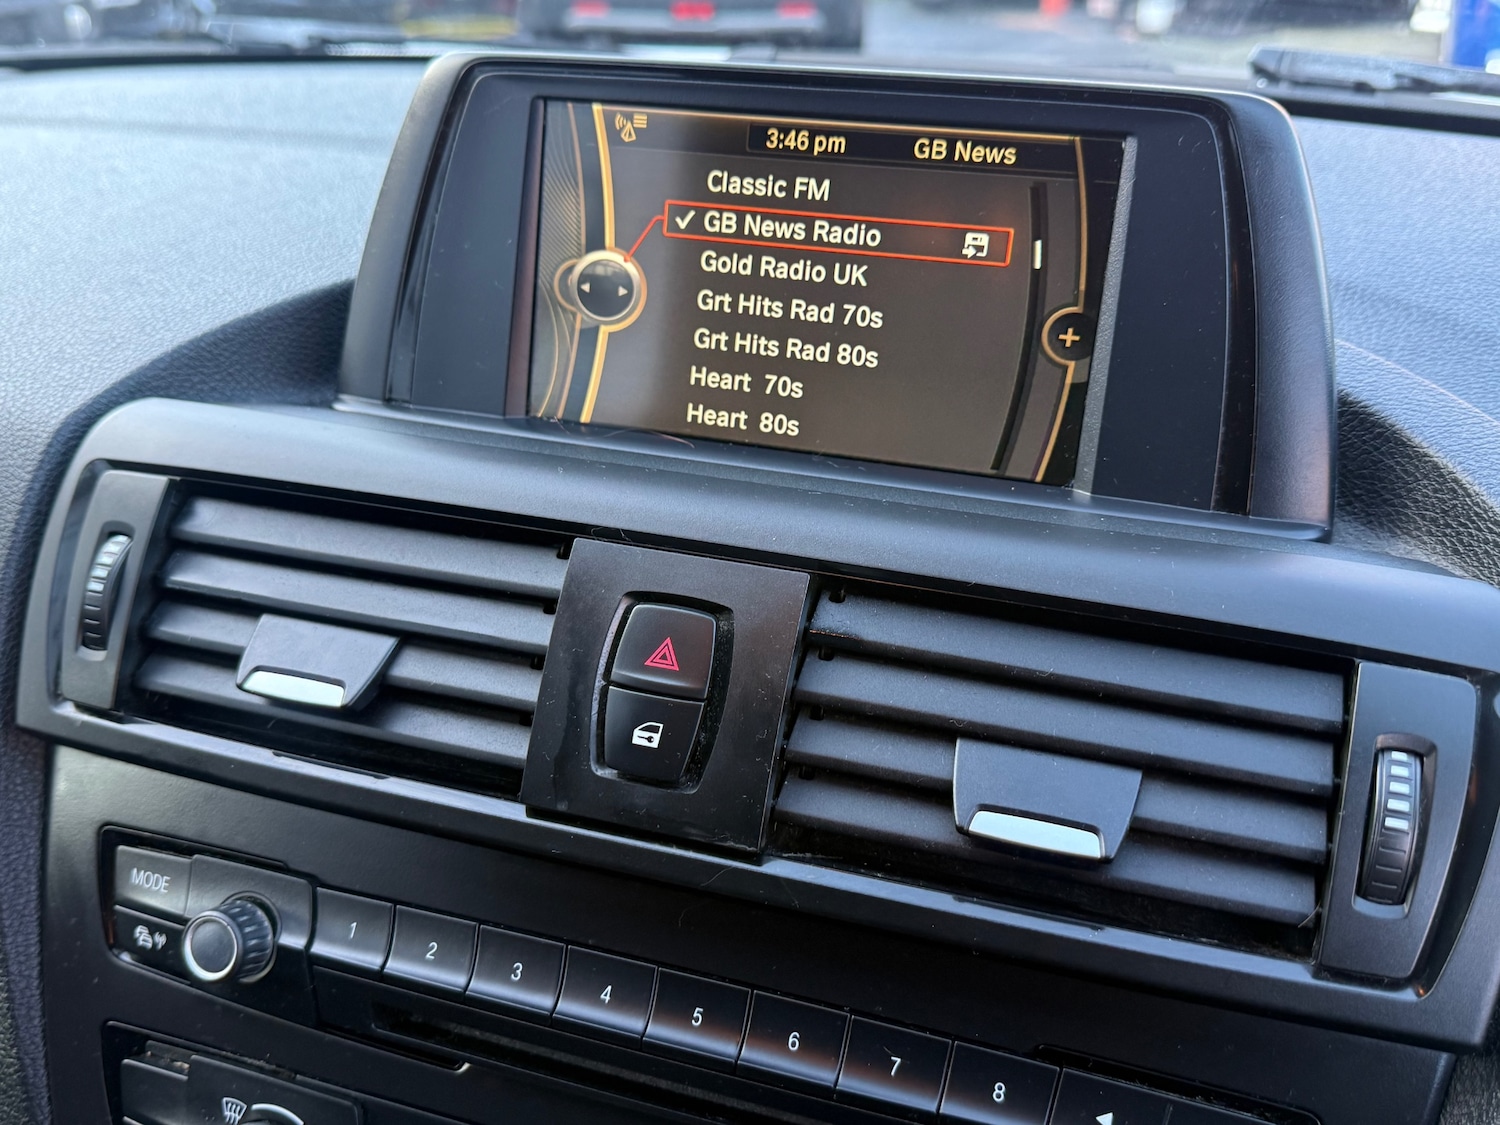 3:46 pm GB News
Classic FM
GB News Radio
Gold Radio UK
Grt Hits Rad 70s
Grt Hits Rad 80s
Heart 70s
Heart 80s
MODE
1 2 3 4 5 6 7 8